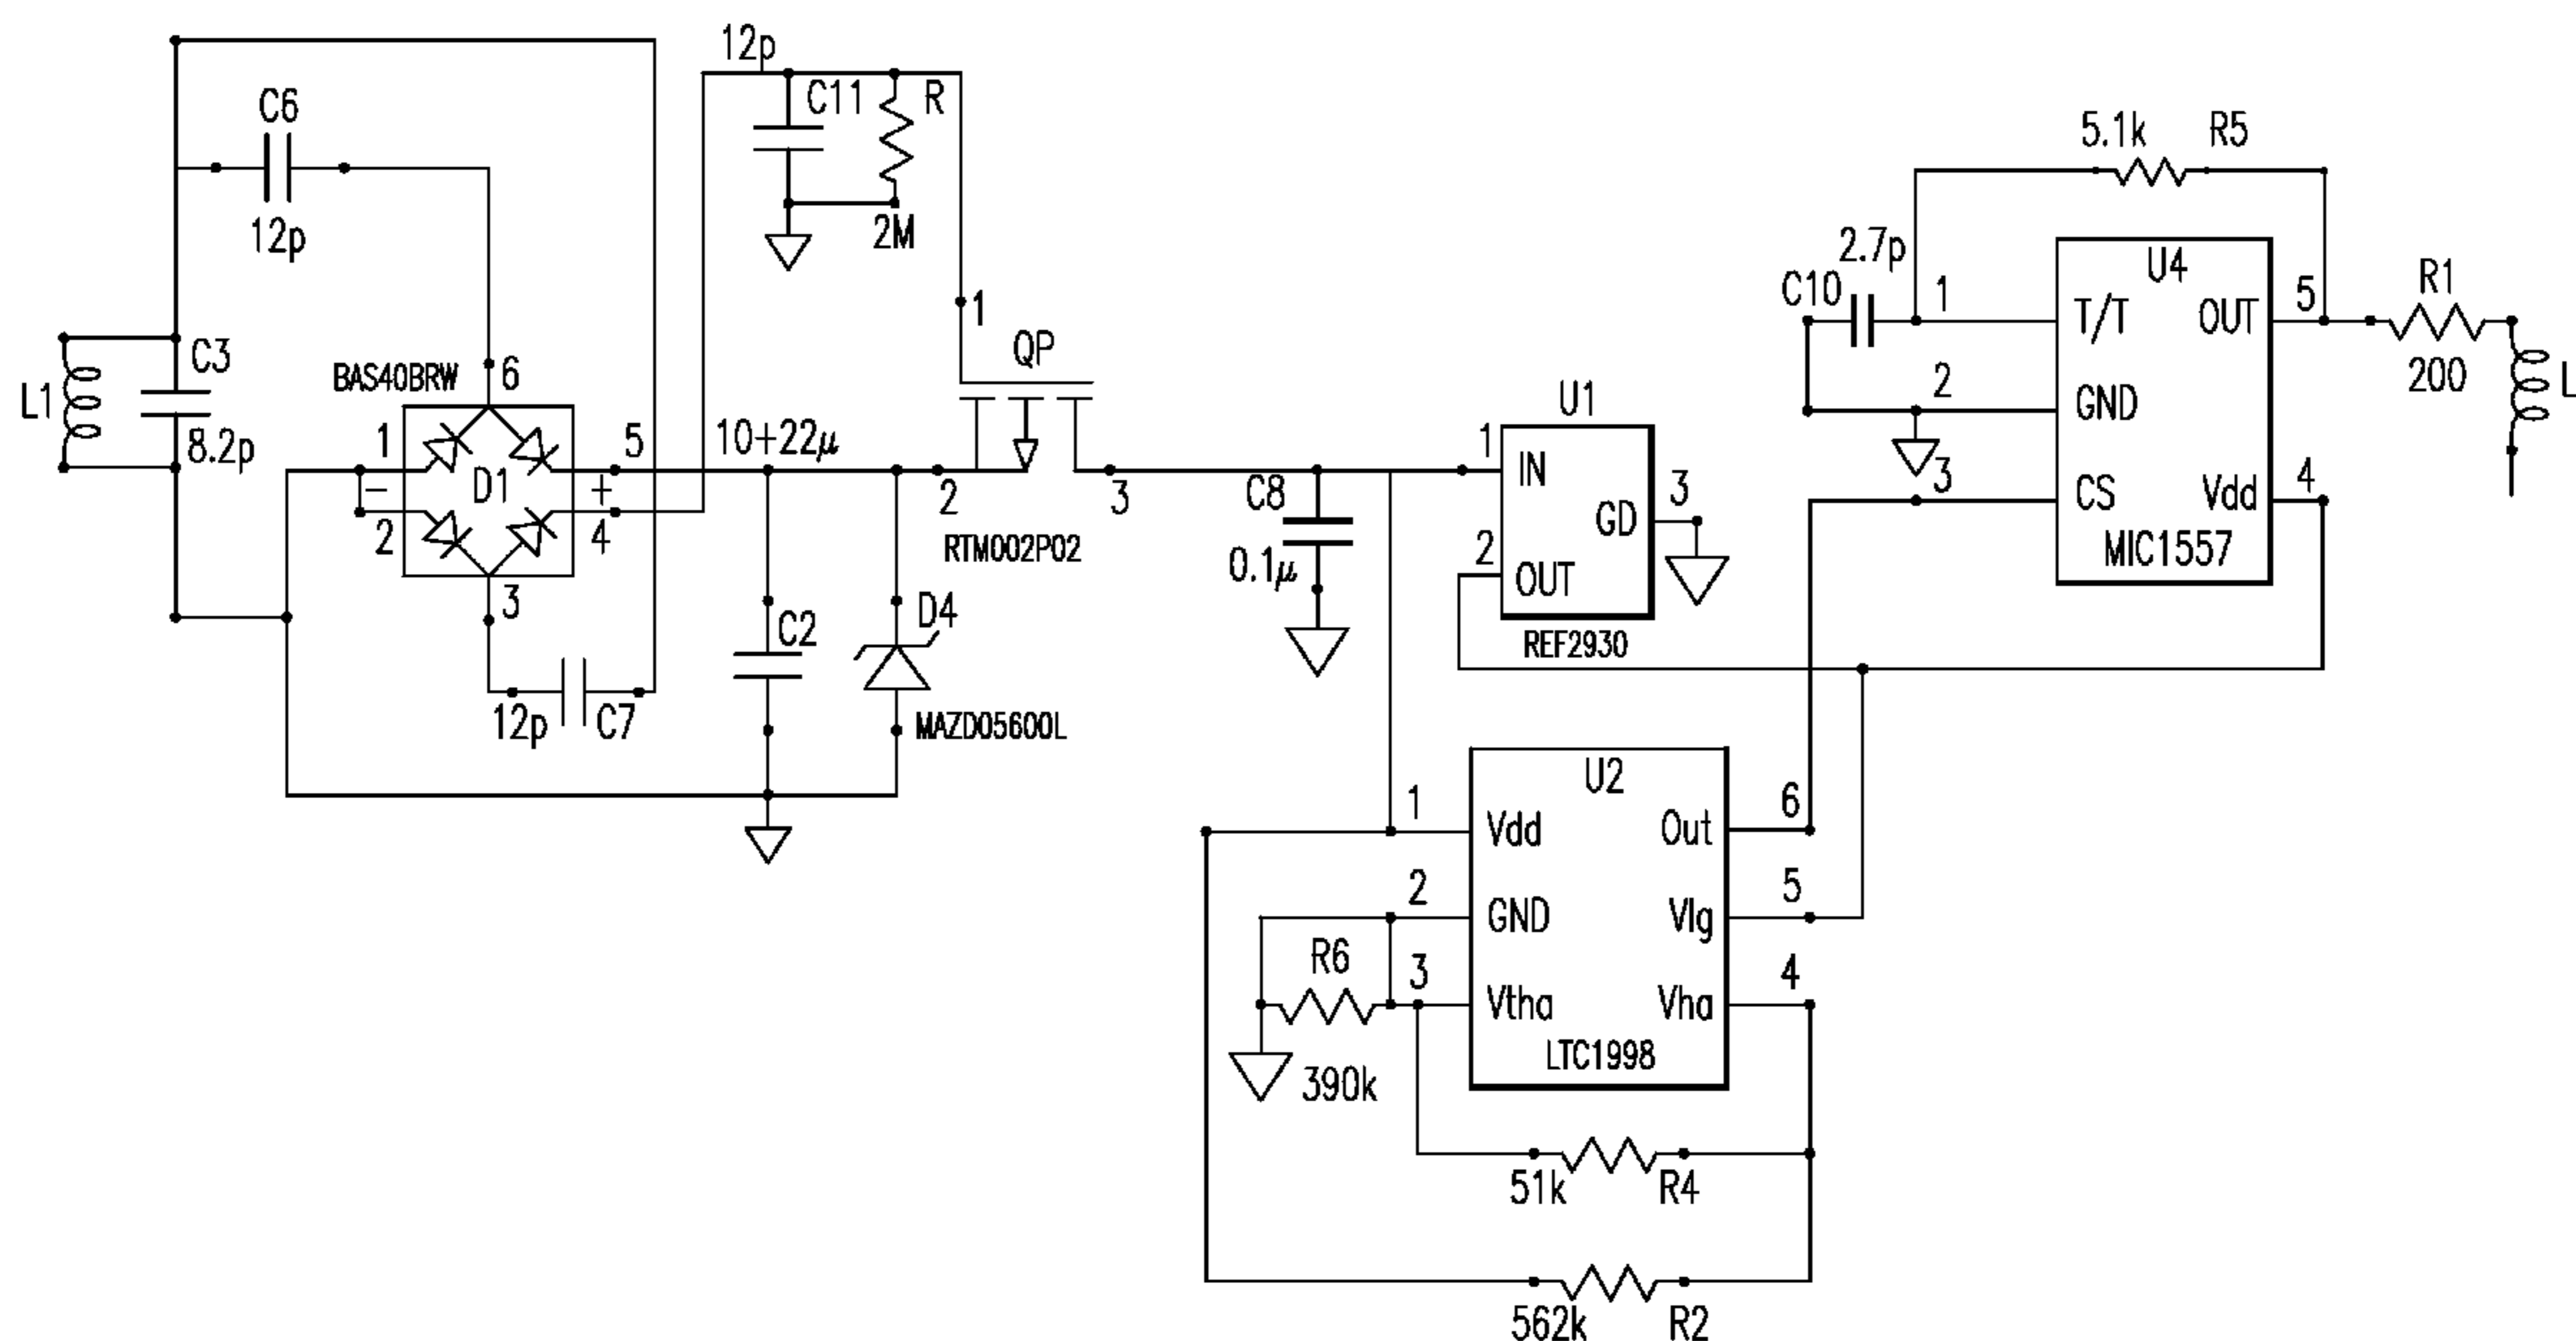 12p
C11
R
2M
C6
12p
L1
C3
8.2p
BAS40BRW
6
1
5
-
D1
+
2
4
3
12p
C7
10+22µ
C2
D4
MAZD05600L
1
QP
2
3
RTM002P02
C8
0.1µ
U1
1
IN
GD
3
2
OUT
REF2930
5.1k
R5
2.7p
C10
1
U4
T/T
OUT
5
R1
200
L
2
GND
3
CS
Vdd
4
MIC1557
U2
1
Vdd
Out
6
2
GND
VIg
5
R6
3
Vtha
Vha
4
LTC1998
390k
51k
R4
562k
R2